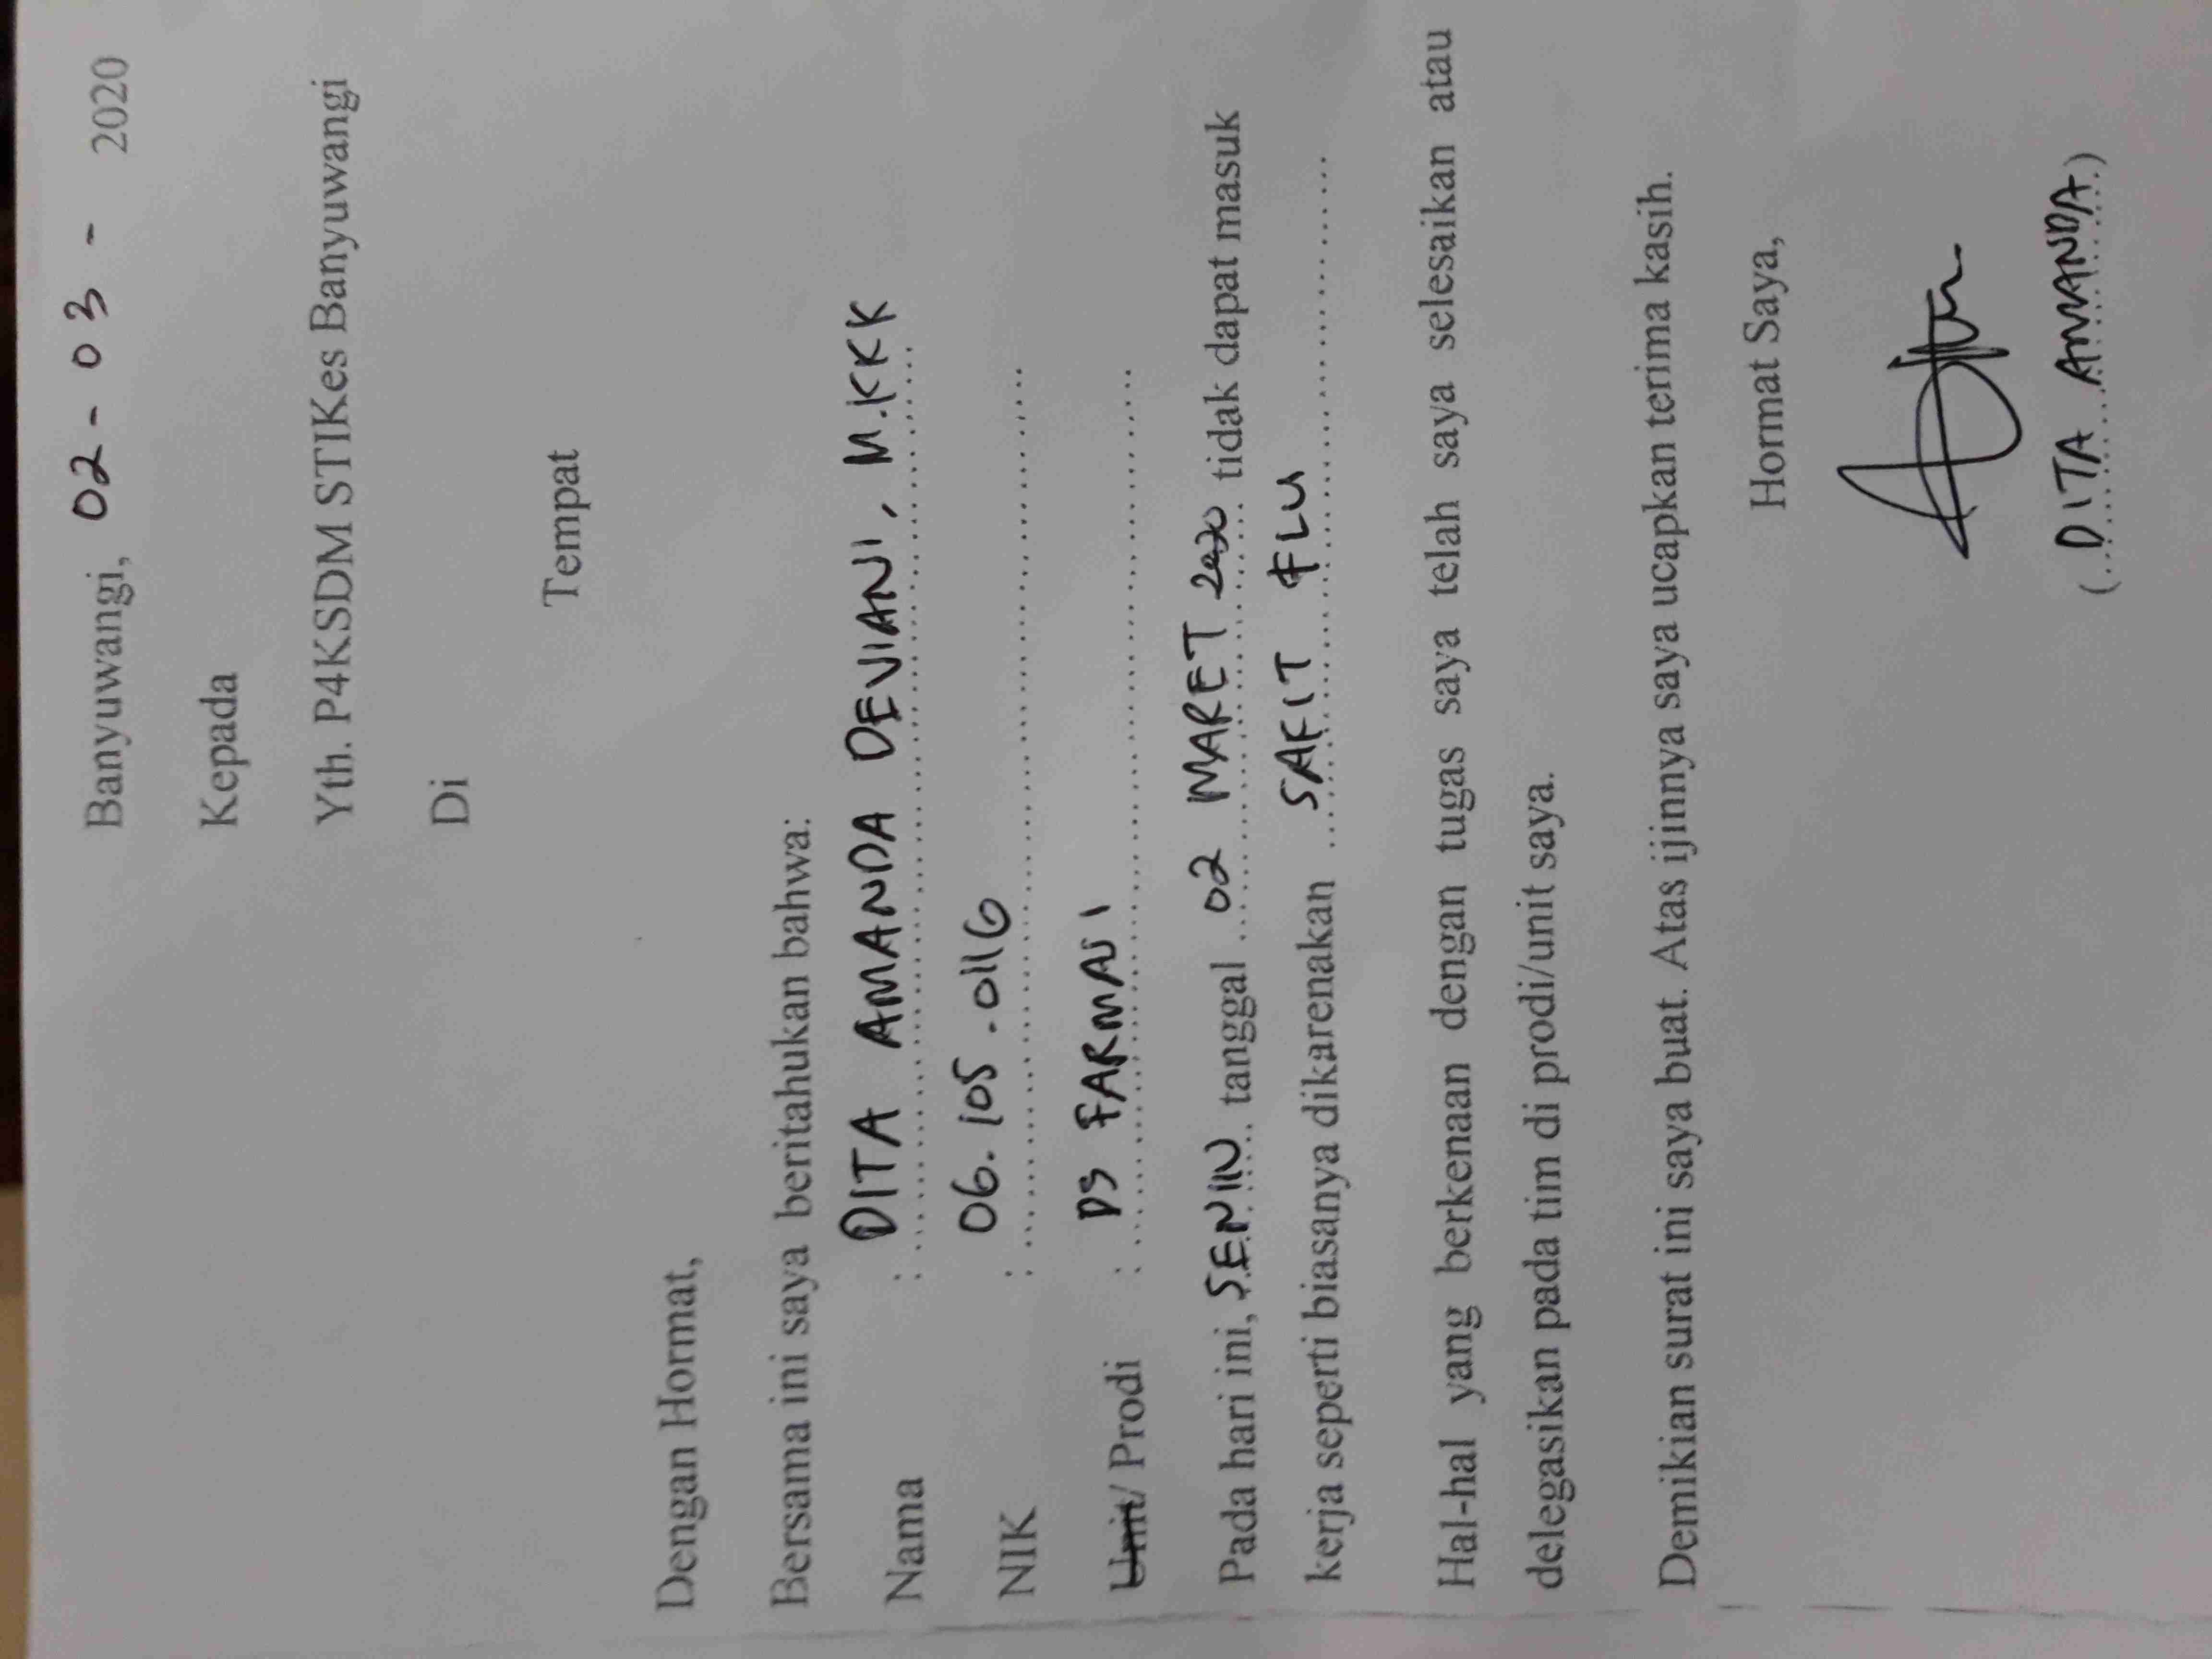 Banyuwangi, 02 - 03 - 2020
Kepada
Yth. P4KSDM STIKes Banyuwangi
Di
Tempat
Dengan Hormat,
Bersama ini saya beritahukan bahwa:
Nama : DITA AMANDA DEVIANI, M.KKK
NIK : 06.105.0116
Unit/ Prodi : DS FARMASI
Pada hari ini, SENIN tanggal 02 MARET 2020 tidak dapat masuk
kerja seperti biasanya dikarenakan SAKIT FLU
Hal-hal yang berkenaan dengan tugas saya telah saya selesaikan atau
delegasikan pada tim di prodi/unit saya.
Demikian surat ini saya buat. Atas ijinnya saya ucapkan terima kasih.
Hormat Saya,
(DITA AMANDA)